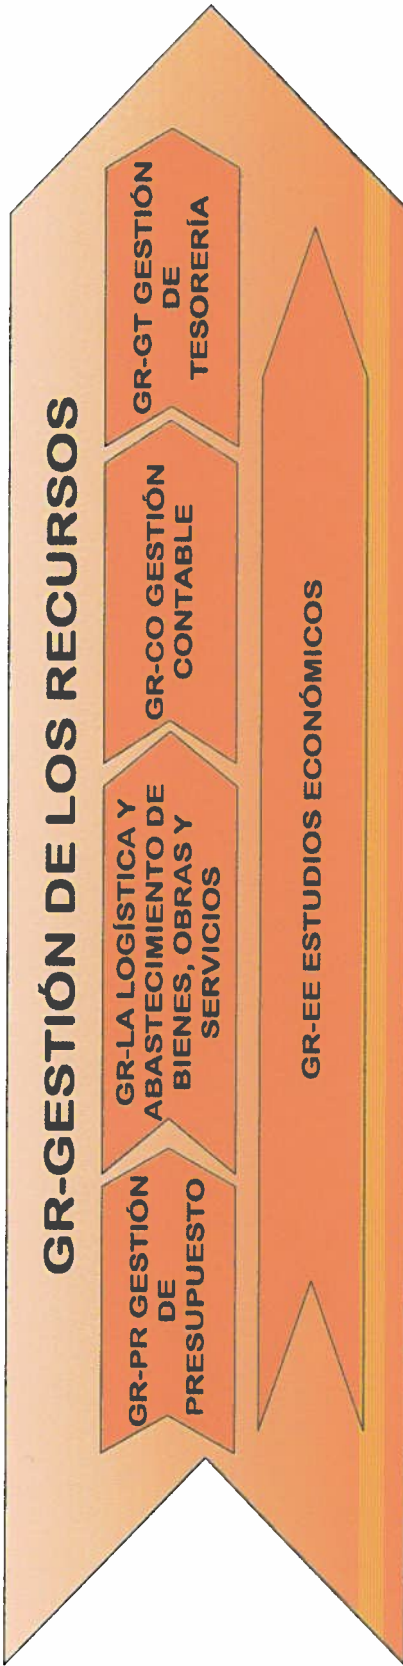 GR-GESTIÓN DE LOS RECURSOS
GR-PR GESTIÓN
DE
PRESUPUESTO
GR-LA LOGÍSTICA Y
ABASTECIMIENTO DE
BIENES, OBRAS Y
SERVICIOS
GR-CO GESTIÓN
CONTABLE
GR-GT GESTIÓN
DE
TESORERÍA
GR-EE ESTUDIOS ECONÓMICOS